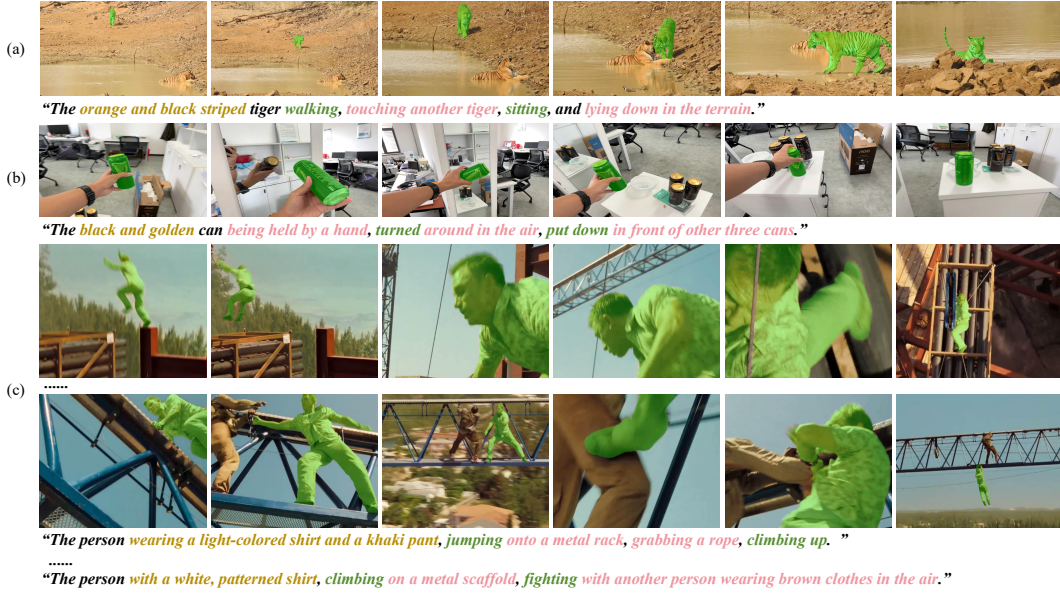 (a)
“The orange and black striped tiger walking, touching another tiger, sitting, and lying down in the terrain.”
(b)
“The black and golden can being held by a hand, turned around in the air, put down in front of other three cans.”
(c)
......
“The person wearing a light-colored shirt and a khaki pant, jumping onto a metal rack, grabbing a rope, climbing up. ”
......
“The person with a white, patterned shirt, climbing on a metal scaffold, fighting with another person wearing brown clothes in the air.”